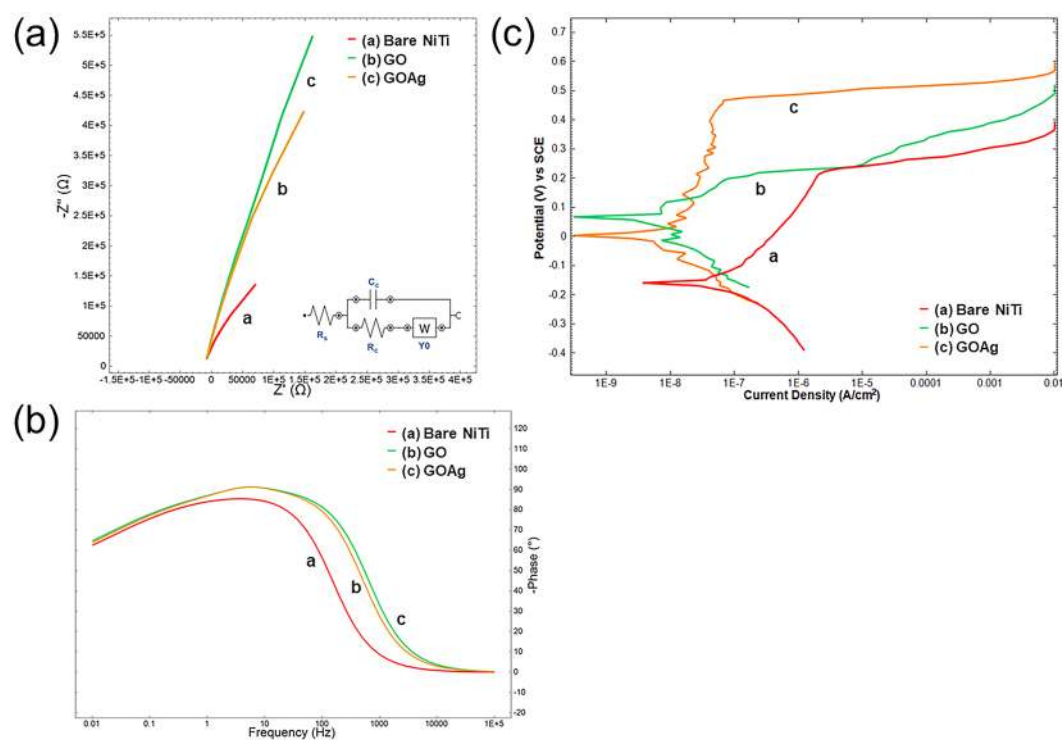 (a)
5.5E+5
5E+5
4.5E+5
4E+5
3.5E+5
3E+5
2.5E+5
2E+5
1.5E+5
1E+5
50000
0
-Z'' (Ω)
(a) Bare NiTi
(b) GO
(c) GOAg
c
b
a
Cc
Rs
Rc
W
Y0
-1.5E+5
-1E+5
-50000
0
50000
1E+5
1.5E+5
2E+5
2.5E+5
3E+5
3.5E+5
4E+5
Z' (Ω)
(c)
0.7
0.6
0.5
0.4
0.3
0.2
0.1
0
-0.1
-0.2
-0.3
-0.4
Potential (V) vs SCE
c
b
a
(a) Bare NiTi
(b) GO
(c) GOAg
1E-9
1E-8
1E-7
1E-6
1E-5
0.0001
0.001
0.01
Current Density (A/cm²)
(b)
(a) Bare NiTi
(b) GO
(c) GOAg
120
110
100
90
80
70
60
50
40
30
20
10
0
-10
-20
-Phase (°)
a
b
c
0.01
0.1
1
10
100
1000
10000
1E+5
Frequency (Hz)